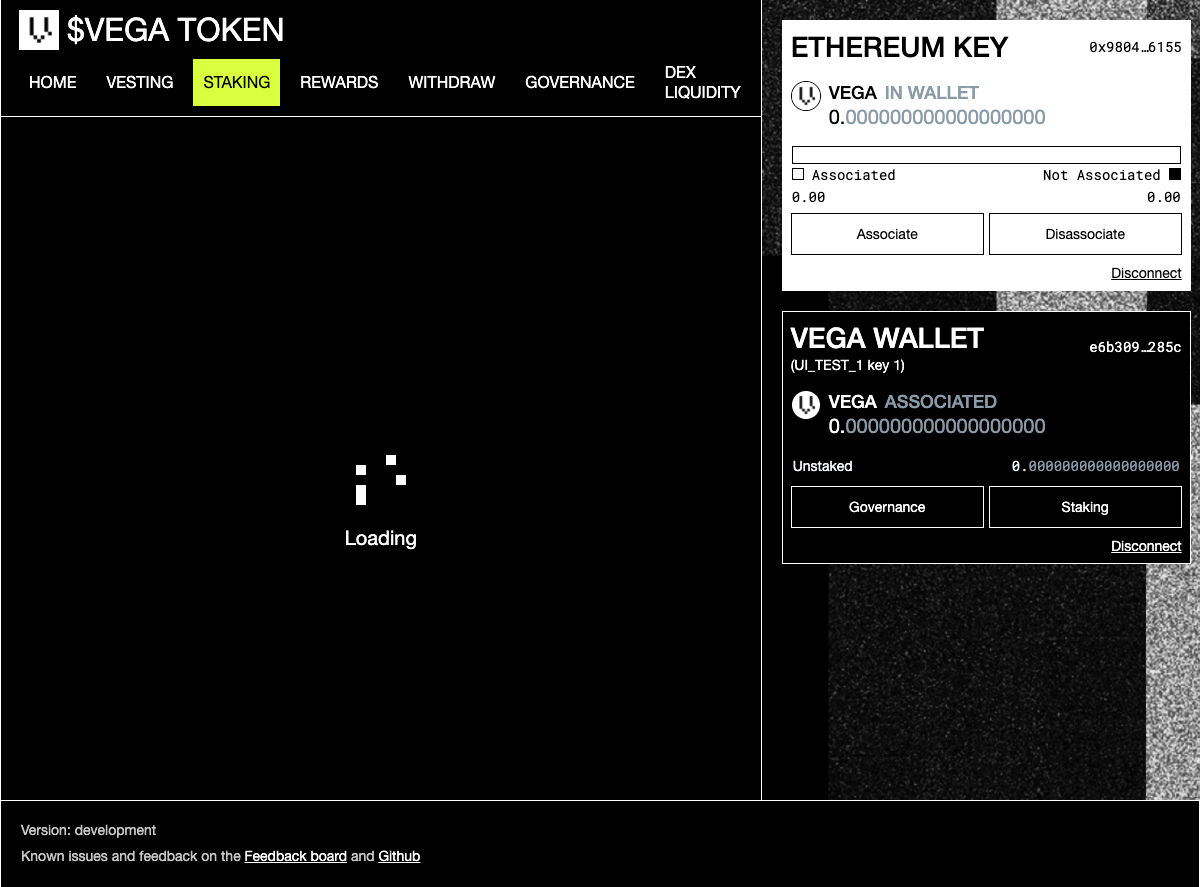 $VEGA TOKEN
HOME VESTING STAKING REWARDS WITHDRAW GOVERNANCE DEX LIQUIDITY
Loading
ETHEREUM KEY 0x9804…6155
VEGA IN WALLET
0.000000000000000000
Associated Not Associated
0.00 0.00
Associate Disassociate
Disconnect
VEGA WALLET e6b309…285c
(UI_TEST_1 key 1)
VEGA ASSOCIATED
0.000000000000000000
Unstaked 0.000000000000000000
Governance Staking
Disconnect
Version: development
Known issues and feedback on the Feedback board and Github